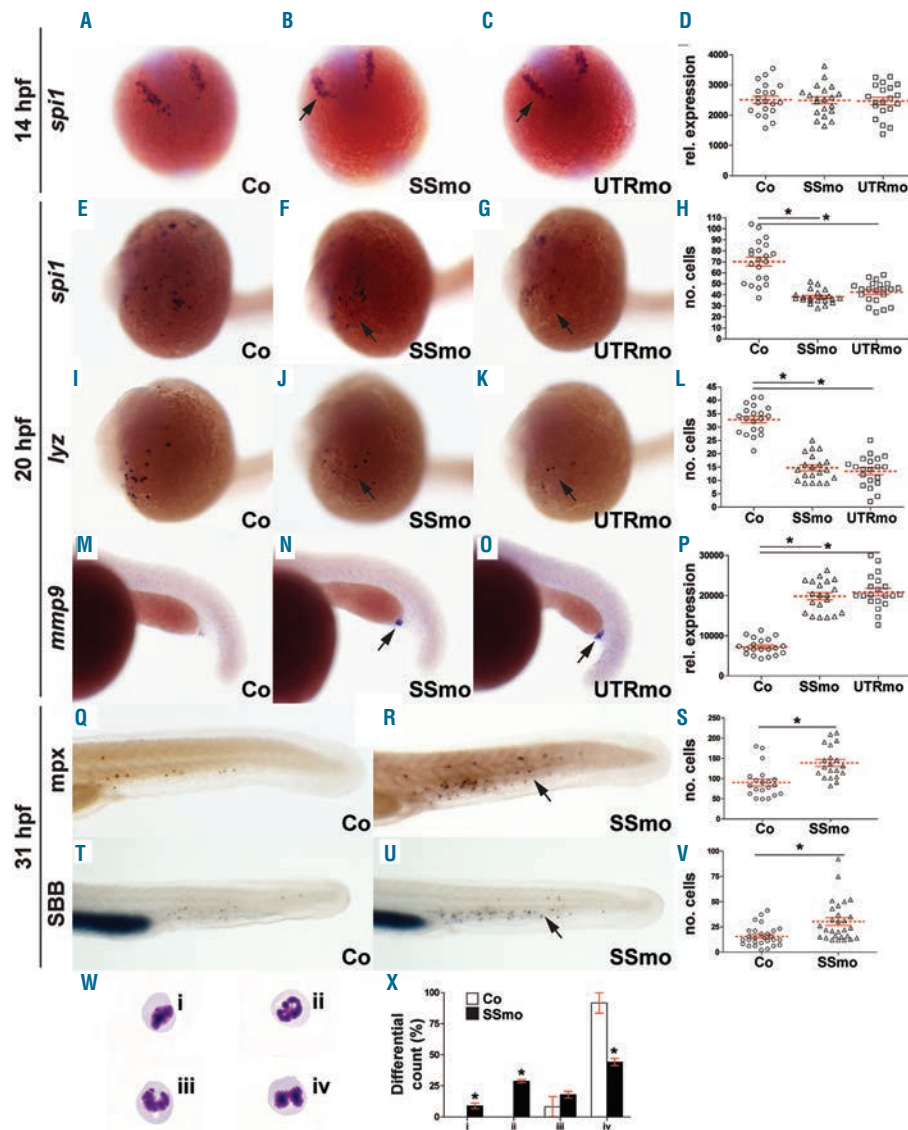 A B C D
14 hpf
spi1
Co SSmo UTRmo
rel. expression
4000
3000
2000
1000
0
Co SSmo UTRmo
E F G H
20 hpf
spi1
Co SSmo UTRmo
no. cells
110
100
90
80
70
60
50
40
30
20
10
0
* *
Co SSmo UTRmo
I J K L
lyz
Co SSmo UTRmo
no. cells
45
40
35
30
25
20
15
10
5
0
* *
Co SSmo UTRmo
M N O P
mmp9
Co SSmo UTRmo
rel. expression
30000
20000
10000
0
* *
Co SSmo UTRmo
Q R S
31 hpf
mpx
Co SSmo
no. cells
250
200
150
100
50
0
*
Co SSmo
T U V
SBB
Co SSmo
no. cells
100
75
50
25
0
*
Co SSmo
W X
i ii
iii iv
Differential
count (%)
100
75
50
25
0
Co
SSmo
* * *
i ii iii iv